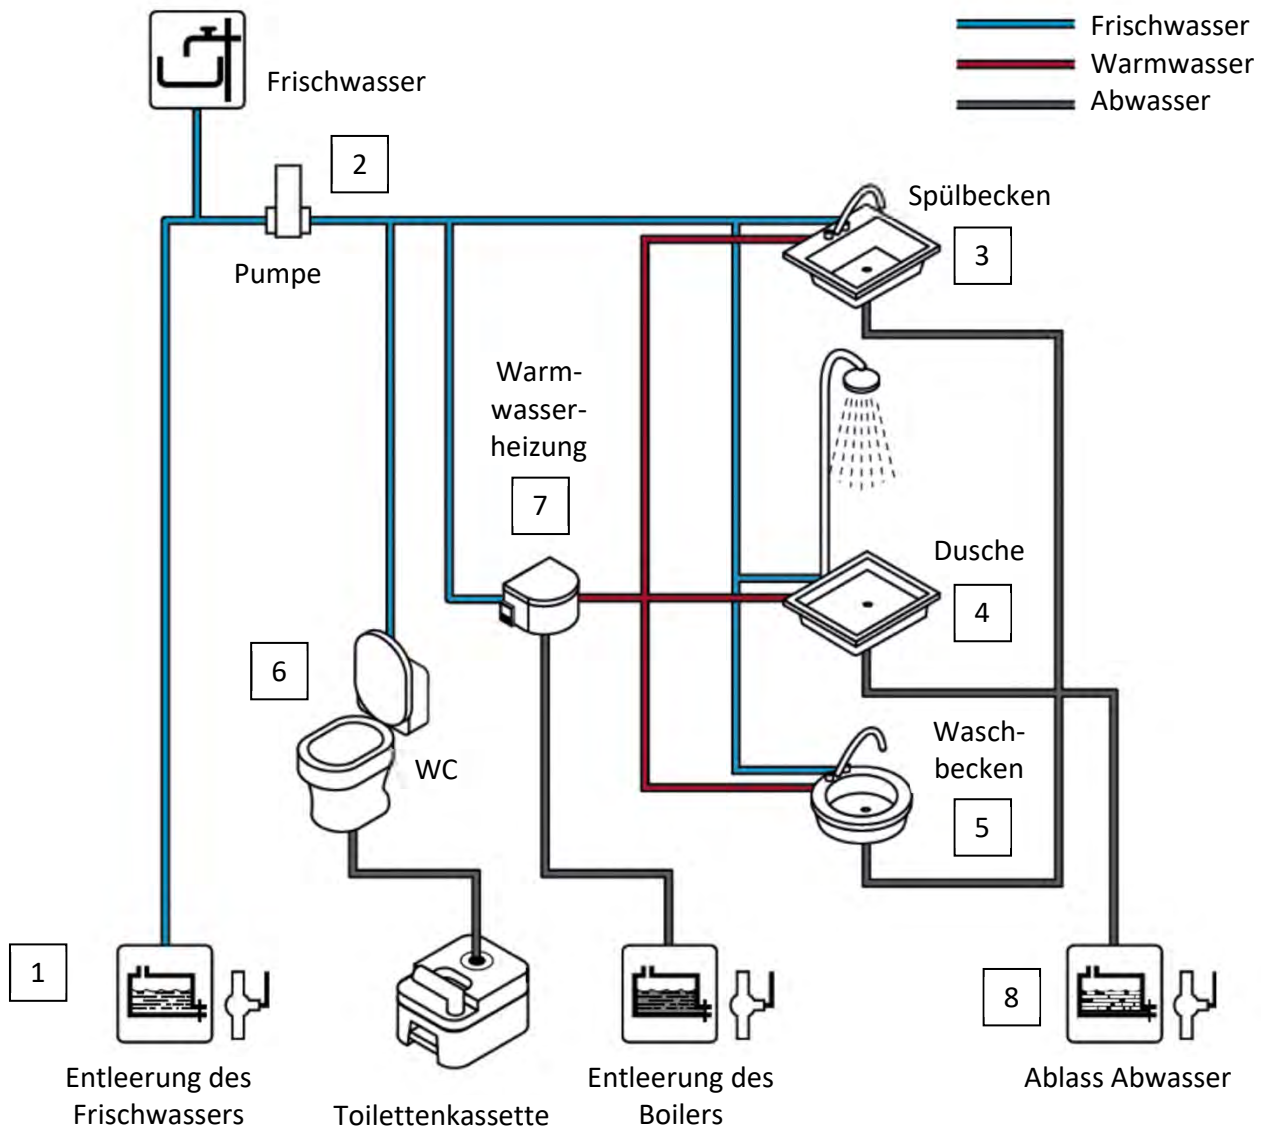 Frischwasser
Warmwasser
Abwasser
Frischwasser
2
Pumpe
Spülbecken
3
Warm-
wasser-
heizung
7
Dusche
4
6
WC
Wasch-
becken
5
1
8
Entleerung des
Frischwassers
Toilettenkassette
Entleerung des
Boilers
Ablass Abwasser